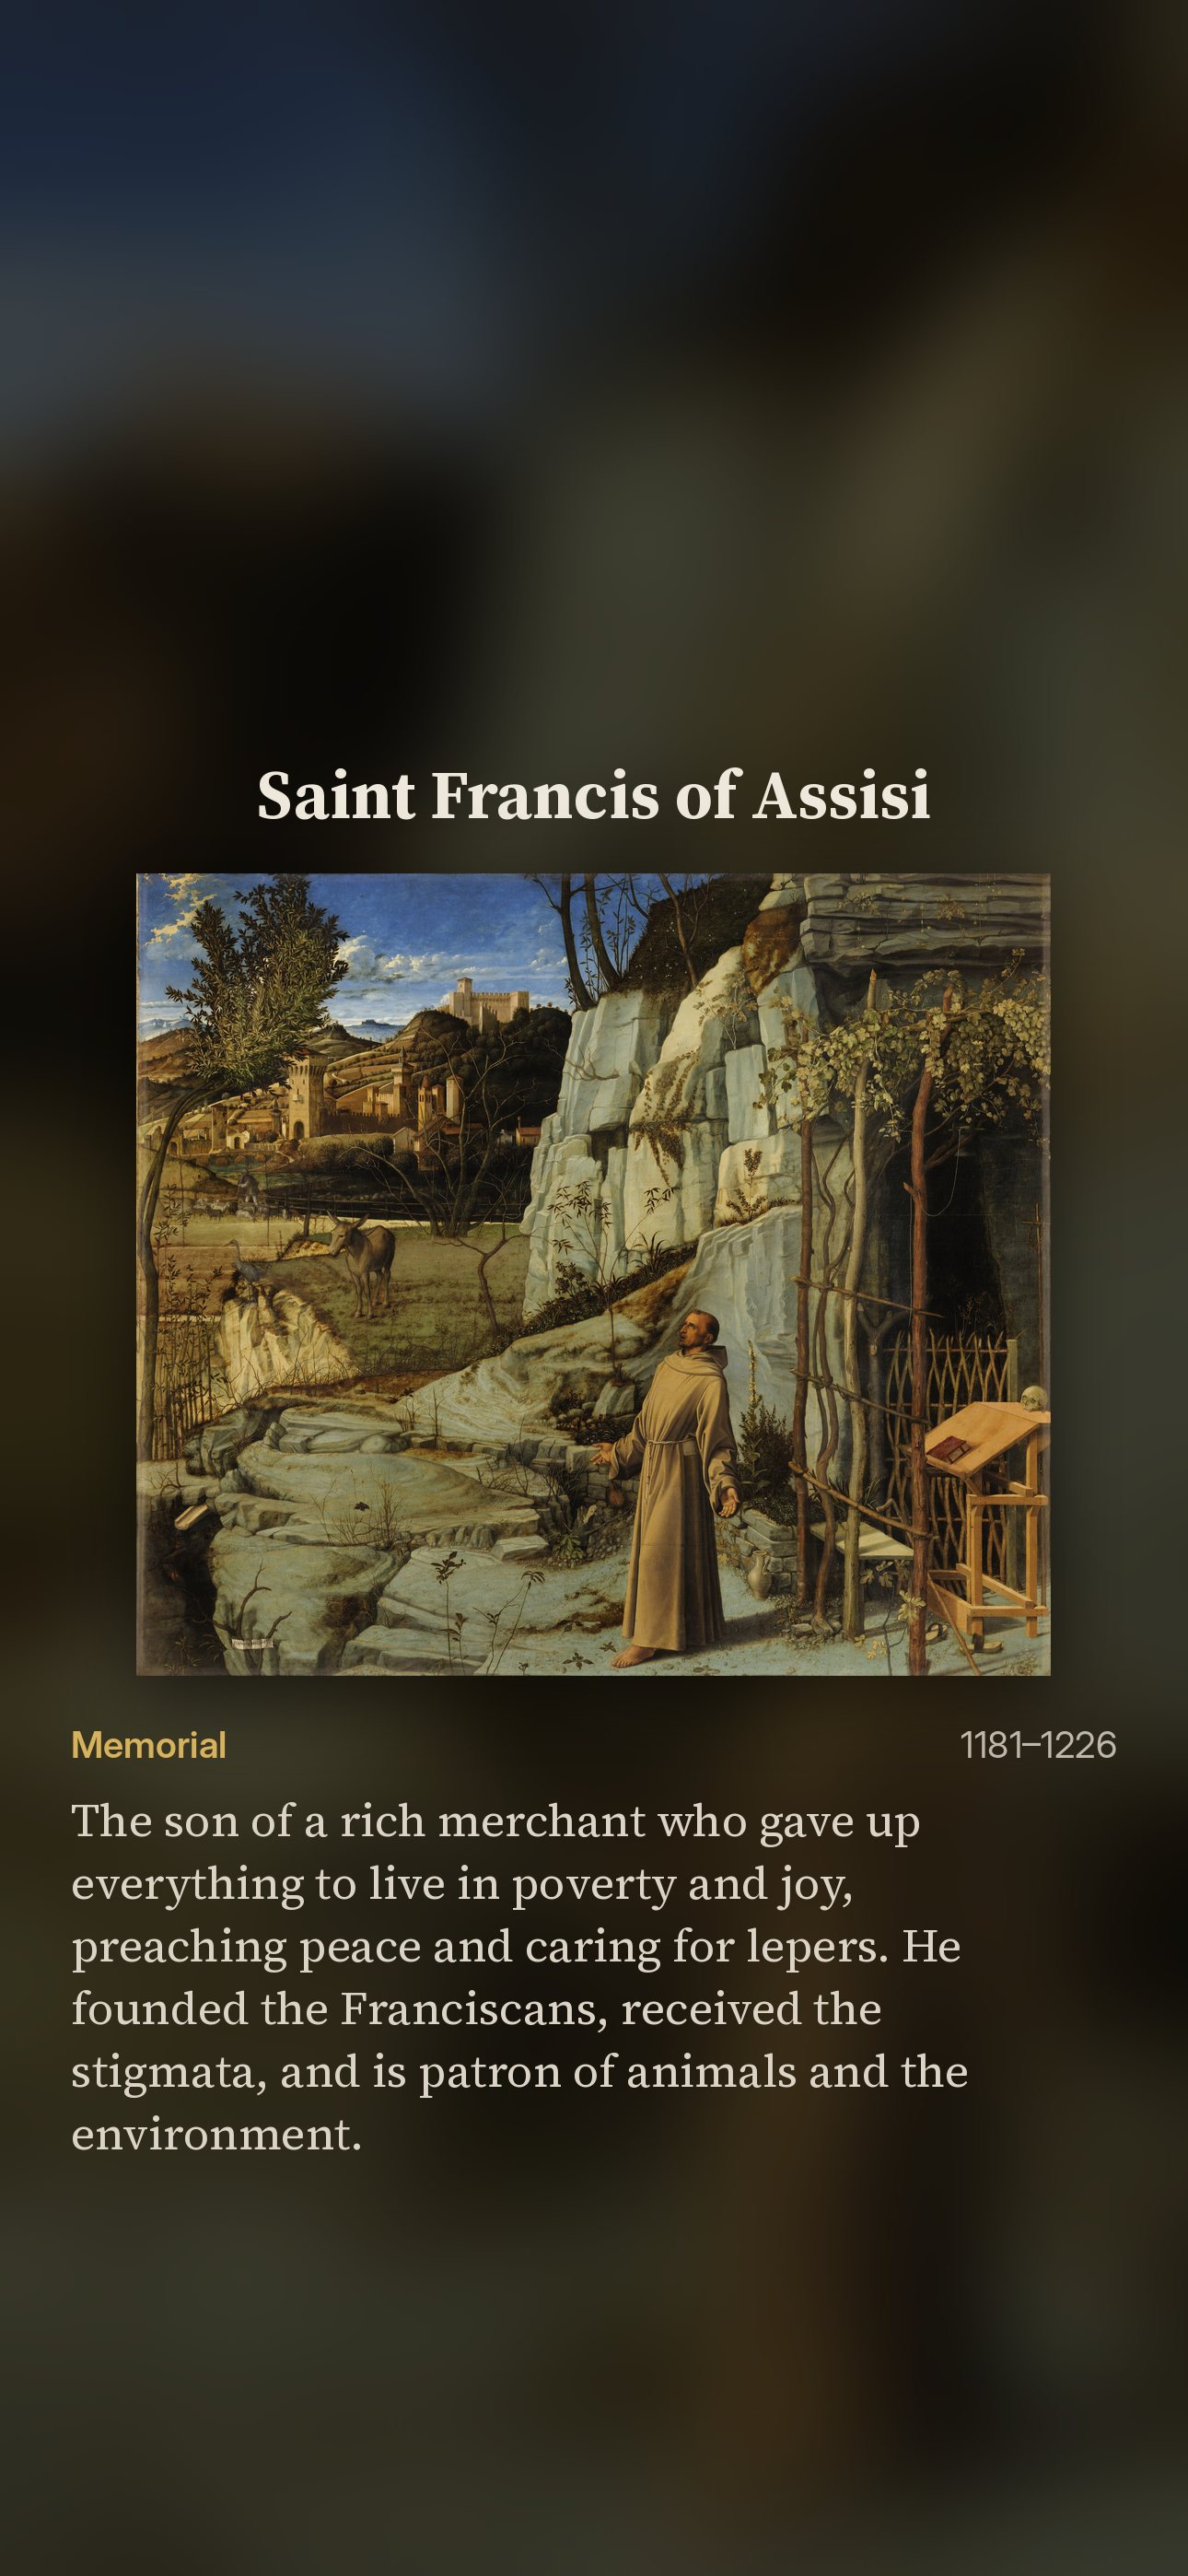 Saint Francis of Assisi
Memorial
1181–1226
The son of a rich merchant who gave up
everything to live in poverty and joy,
preaching peace and caring for lepers. He
founded the Franciscans, received the
stigmata, and is patron of animals and the
environment.